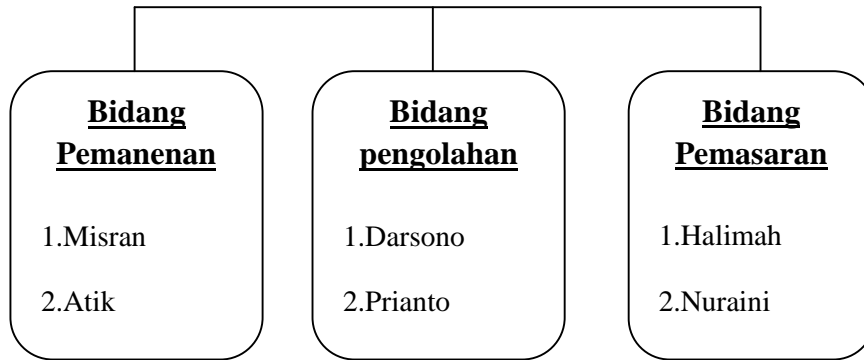 Bidang
Pemanenan
1.Misran
2.Atik
Bidang
pengolahan
1.Darsono
2.Prianto
Bidang
Pemasaran
1.Halimah
2.Nuraini